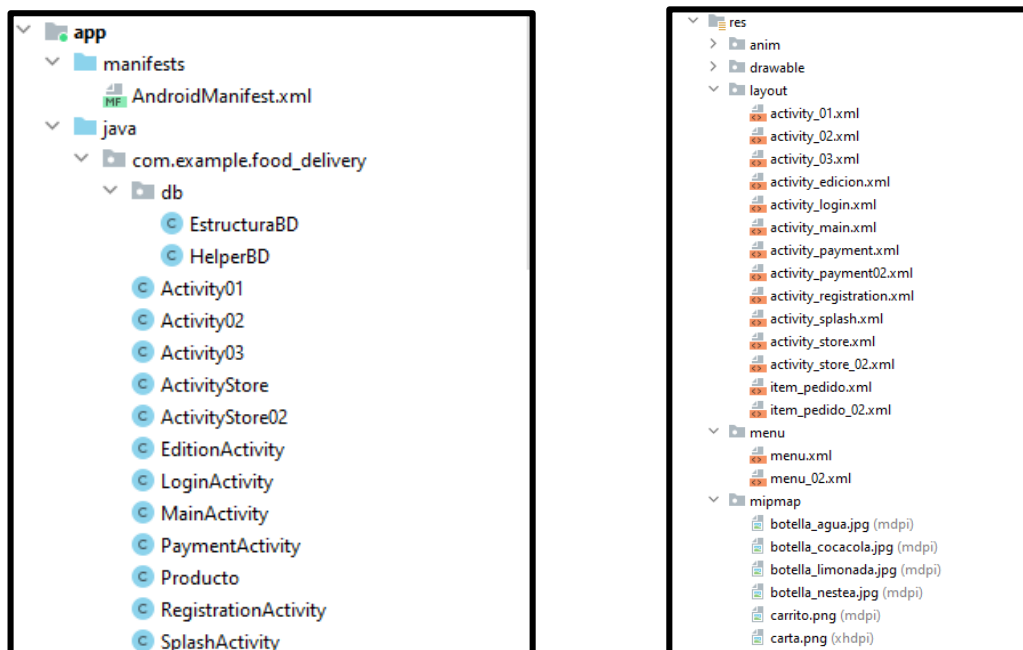 app
manifests
MF AndroidManifest.xml
java
com.example.food_delivery
db
C EstructuraBD
C HelperBD
C Activity01
C Activity02
C Activity03
C ActivityStore
C ActivityStore02
C EditionActivity
C LoginActivity
C MainActivity
C PaymentActivity
C Producto
C RegistrationActivity
C SplashActivity
res
anim
drawable
layout
activity_01.xml
activity_02.xml
activity_03.xml
activity_edicion.xml
activity_login.xml
activity_main.xml
activity_payment.xml
activity_payment02.xml
activity_registration.xml
activity_splash.xml
activity_store.xml
activity_store_02.xml
item_pedido.xml
item_pedido_02.xml
menu
menu.xml
menu_02.xml
mipmap
botella_agua.jpg (mdpi)
botella_cocacola.jpg (mdpi)
botella_limonada.jpg (mdpi)
botella_nestea.jpg (mdpi)
carrito.png (mdpi)
carta.png (xhdpi)